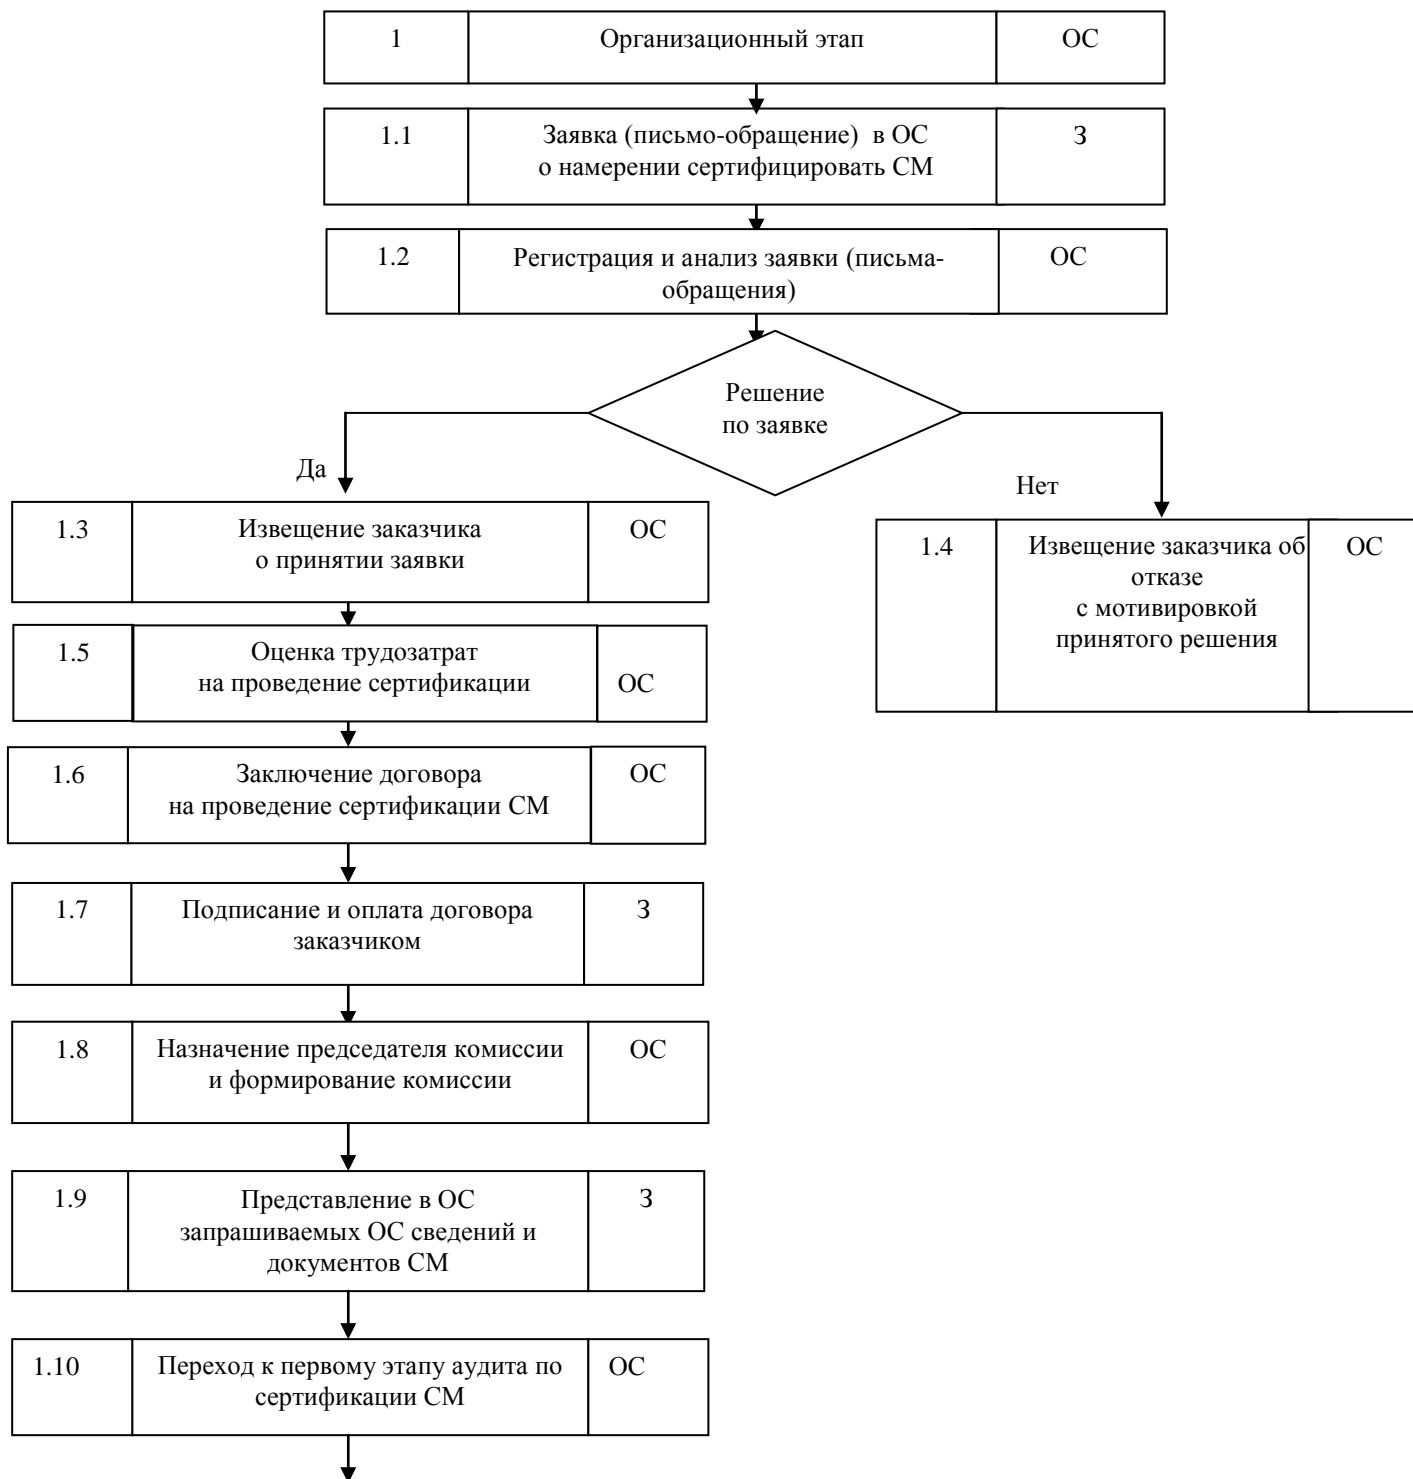 1
Организационный этап
ОС
1.1
Заявка (письмо-обращение)  в ОС
о намерении сертифицировать СМ
З
1.2
Регистрация и анализ заявки (письма-
обращения)
ОС
Решение
по заявке
Да
Нет
1.3
Извещение заказчика
о принятии заявки
ОС
1.4
Извещение заказчика об
отказе
с мотивировкой
принятого решения
ОС
1.5
Оценка трудозатрат
на проведение сертификации
ОС
1.6
Заключение договора
на проведение сертификации СМ
ОС
1.7
Подписание и оплата договора
заказчиком
З
1.8
Назначение председателя комиссии
и формирование комиссии
ОС
1.9
Представление в ОС
запрашиваемых ОС сведений и
документов СМ
З
1.10
Переход к первому этапу аудита по
сертификации СМ
ОС